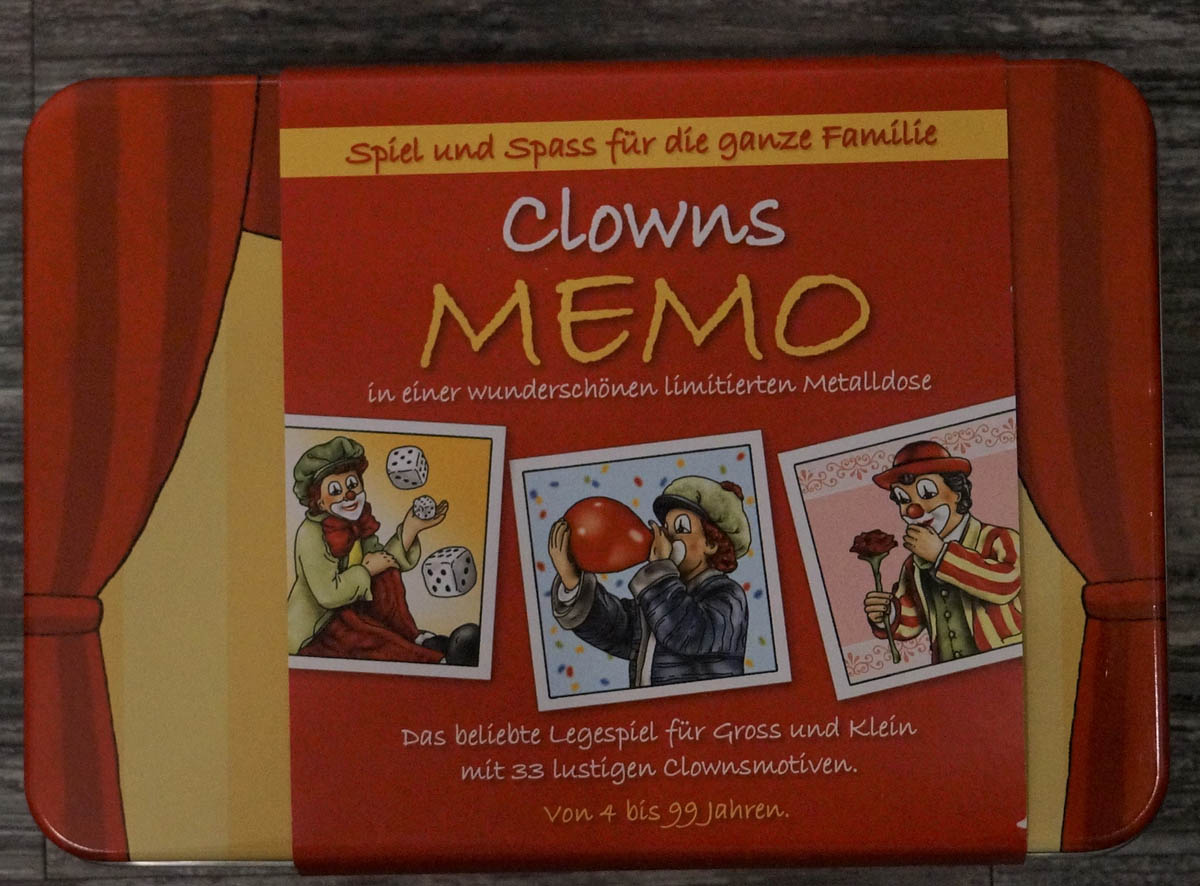 Spiel und Spass für die ganze Familie
Clowns
MEMO
in einer wunderschönen limitierten Metalldose
Das beliebte Legespiel für Gross und Klein
mit 33 lustigen Clownsmotiven.
Von 4 bis 99 Jahren.